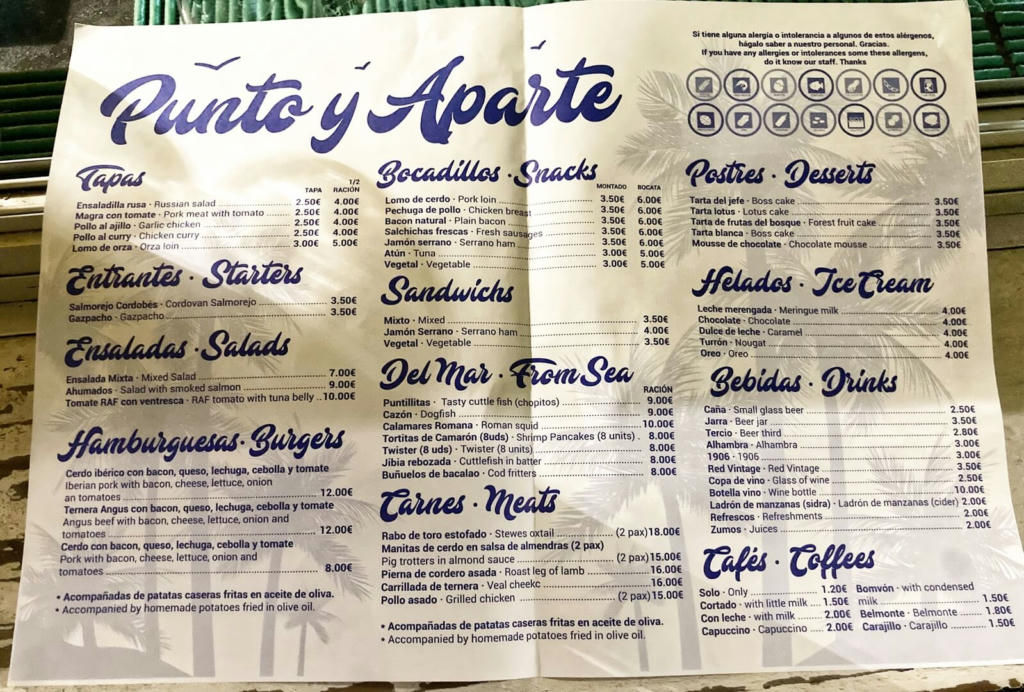 Si tiene alguna alergia o intolerancia a algunos de estos alérgenos,
hágalo saber a nuestro personal. Gracias.
If you have any allergies or intolerances some these allergens,
do it know our staff. Thanks
Punto y Aparte
Tapas
TAPA 1/2 RACIÓN
Ensaladilla rusa · Russian salad 2.50€ 4.00€
Magra con tomate · Pork meat with tomato 2.50€ 4.00€
Pollo al ajillo · Garlic chicken 2.50€ 4.00€
Pollo al curry · Chicken curry 2.50€ 4.00€
Lomo de orza · Orza loin 3.00€ 5.00€
Entrantes · Starters
Salmorejo Cordobés · Cordovan Salmorejo 3.50€
Gazpacho · Gazpacho 3.50€
Ensaladas · Salads
Ensalada Mixta · Mixed Salad 7.00€
Ahumados · Salad with smoked salmon 9.00€
Tomate RAF con ventresca · RAF tomato with tuna belly 10.00€
Hamburguesas · Burgers
Cerdo ibérico con bacon, queso, lechuga, cebolla y tomate
Iberian pork with bacon, cheese, lettuce, onion
an tomatoes 12.00€
Ternera Angus con bacon, queso, lechuga, cebolla y tomate
Angus beef with bacon, cheese, lettuce, onion and
tomatoes 12.00€
Cerdo con bacon, queso, lechuga, cebolla y tomate
Pork with bacon, cheese, lettuce, onion and
tomatoes 8.00€
• Acompañadas de patatas caseras fritas en aceite de oliva.
• Accompanied by homemade potatoes fried in olive oil.
Bocadillos · Snacks
MONTADO BOCATA
Lomo de cerdo · Pork loin 3.50€ 6.00€
Pechuga de pollo · Chicken breast 3.50€ 6.00€
Bacon natural · Plain bacon 3.50€ 6.00€
Salchichas frescas · Fresh sausages 3.50€ 6.00€
Jamón serrano · Serrano ham 3.50€ 6.00€
Atún · Tuna 3.00€ 5.00€
Vegetal · Vegetable 3.00€ 5.00€
Sandwichs
Mixto · Mixed 3.50€
Jamón Serrano · Serrano ham 4.00€
Vegetal · Vegetable 3.50€
Del Mar · From Sea
RACIÓN
Puntillitas · Tasty cuttle fish (chopitos) 9.00€
Cazón · Dogfish 9.00€
Calamares Romana · Roman squid 10.00€
Tortitas de Camarón (8uds) · Shrimp Pancakes (8 units) . 8.00€
Twister (8 uds) · Twister (8 units) 8.00€
Jibia rebozada · Cuttlefish in batter 8.00€
Buñuelos de bacalao · Cod fritters 8.00€
Carnes · Meats
Rabo de toro estofado · Stewes oxtail (2 pax) 18.00€
Manitas de cerdo en salsa de almendras (2 pax)
Pig trotters in almond sauce (2 pax) 15.00€
Pierna de cordero asada · Roast leg of lamb 16.00€
Carrillada de ternera · Veal cheekc 16.00€
Pollo asado · Grilled chicken (2 pax) 15.00€
• Acompañadas de patatas caseras fritas en aceite de oliva.
• Accompanied by homemade potatoes fried in olive oil.
Postres · Desserts
Tarta del jefe · Boss cake 3.50€
Tarta lotus · Lotus cake 3.50€
Tarta de frutas del bosque · Forest fruit cake 3.50€
Tarta blanca · Boss cake 3.50€
Mousse de chocolate · Chocolate mousse 3.50€
Helados · Ice Cream
Leche merengada · Meringue milk 4.00€
Chocolate · Chocolate 4.00€
Dulce de leche · Caramel 4.00€
Turrón · Nougat 4.00€
Oreo · Oreo 4.00€
Bebidas · Drinks
Caña · Small glass beer 2.50€
Jarra · Beer jar 3.50€
Tercio · Beer third 2.80€
Alhambra · Alhambra 3.00€
1906 · 1906 3.00€
Red Vintage · Red Vintage 3.50€
Copa de vino · Glass of wine 2.50€
Botella vino · Wine bottle 10.00€
Ladrón de manzanas (sidra) · Ladrón de manzanas (cider) 2.00€
Refrescos · Refreshments 2.00€
Zumos · Juices 2.00€
Cafés · Coffees
Solo · Only 1.20€
Cortado · with little milk 1.50€
Con leche · with milk 2.00€
Capuccino · Capuccino 2.00€
Bomvón · with condensed
milk 1.50€
Belmonte · Belmonte 1.80€
Carajillo · Carajillo 1.50€